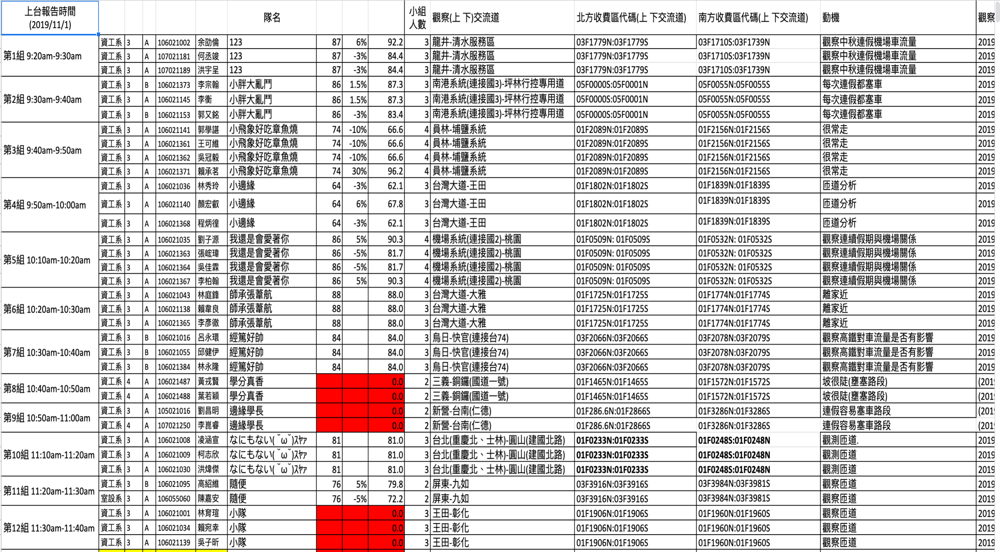 上台報告時間 (2019/11/1) 隊名 小組人數 觀察(上 下)交流道 北方收費區代碼(上 下交流道) 南方收費區代碼(上 下交流道) 動機 觀察
第1組 9:20am-9:30am
資工系 3 A 106021002 余劭倫 123 87 6% 92.2 3 龍井-清水服務區 03F1779N:03F1779S 03F1710S:03F1739N 觀察中秋連假機場車流量 2019
資工系 3 A 107021181 何丞竣 123 87 -3% 84.4 3 龍井-清水服務區 03F1779N:03F1779S 03F1710S:03F1739N 觀察中秋連假機場車流量 2019
資工系 3 A 107021189 洪宇呈 123 87 -3% 84.4 3 龍井-清水服務區 03F1779N:03F1779S 03F1710S:03F1739N 觀察中秋連假機場車流量 2019
第2組 9:30am-9:40am
資工系 3 B 106021373 李宗翰 小胖大亂鬥 86 1.5% 87.3 3 南港系統(連接國3)-坪林行控專用道 05F0000S:05F0001N 05F0055N:05F0055S 每次連假都塞車 2019
資工系 3 A 106021145 李衡 小胖大亂鬥 86 1.5% 87.3 3 南港系統(連接國3)-坪林行控專用道 05F0000S:05F0001N 05F0055N:05F0055S 每次連假都塞車 2019
資工系 3 B 106021153 郭又銘 小胖大亂鬥 86 -3% 83.4 3 南港系統(連接國3)-坪林行控專用道 05F0000S:05F0001N 05F0055N:05F0055S 每次連假都塞車 2019
第3組 9:40am-9:50am
資工系 3 A 106021141 郭學諶 小飛象好吃章魚燒 74 -10% 66.6 4 員林-埔鹽系統 01F2089N:01F2089S 01F2156N:01F2156S 很常走 2019
資工系 3 A 106021361 王可維 小飛象好吃章魚燒 74 -10% 66.6 4 員林-埔鹽系統 01F2089N:01F2089S 01F2156N:01F2156S 很常走 2019
資工系 3 A 106021362 吳冠毅 小飛象好吃章魚燒 74 -10% 66.6 4 員林-埔鹽系統 01F2089N:01F2089S 01F2156N:01F2156S 很常走 2019
資工系 3 A 106021371 賴承茗 小飛象好吃章魚燒 74 30% 96.2 4 員林-埔鹽系統 01F2089N:01F2089S 01F2156N:01F2156S 很常走 2019
第4組 9:50am-10:00am
資工系 3 A 106021036 林秀玲 小邊緣 64 -3% 62.1 3 台灣大道-王田 01F1802N:01F1802S 01F1839N:01F1839S 匝道分析 2019
資工系 3 A 106021140 顏宏叡 小邊緣 64 6% 67.8 3 台灣大道-王田 01F1802N:01F1802S 01F1839N:01F1839S 匝道分析 2019
資工系 3 A 106021368 程炳徨 小邊緣 64 -3% 62.1 3 台灣大道-王田 01F1802N:01F1802S 01F1839N:01F1839S 匝道分析 2019
第5組 10:10am-10:20am
資工系 3 A 106021035 劉子源 我還是會愛著你 86 5% 90.3 4 機場系統(連接國2)-桃園 01F0509N: 01F0509S 01F0532N: 01F0532S 觀察連續假期與機場關係 2019
資工系 3 A 106021363 張峵瑋 我還是會愛著你 86 -5% 81.7 4 機場系統(連接國2)-桃園 01F0509N: 01F0509S 01F0532N: 01F0532S 觀察連續假期與機場關係 2019
資工系 3 A 106021364 吳佳霖 我還是會愛著你 86 -5% 81.7 4 機場系統(連接國2)-桃園 01F0509N: 01F0509S 01F0532N: 01F0532S 觀察連續假期與機場關係 2019
資工系 3 A 106021367 李柏翰 我還是會愛著你 86 5% 90.3 4 機場系統(連接國2)-桃園 01F0509N: 01F0509S 01F0532N: 01F0532S 觀察連續假期與機場關係 2019
第6組 10:20am-10:30am
資工系 3 A 106021043 林庭鋒 師承張葦航 88 88.0 3 台灣大道-大雅 01F1725N:01F1725S 01F1774N:01F1774S 離家近 2019
資工系 3 A 106021138 賴韋良 師承張葦航 88 88.0 3 台灣大道-大雅 01F1725N:01F1725S 01F1774N:01F1774S 離家近 2019
資工系 3 A 106021365 李彥徹 師承張葦航 88 88.0 3 台灣大道-大雅 01F1725N:01F1725S 01F1774N:01F1774S 離家近 2019
第7組 10:30am-10:40am
資工系 3 B 106021016 呂永環 經篤好帥 84 84.0 3 烏日-快官(連接台74) 03F2066N:03F2066S 03F2078N:03F2079S 觀察高鐵對車流量是否有影響 2019
資工系 3 B 106021055 邱健伊 經篤好帥 84 84.0 3 烏日-快官(連接台74) 03F2066N:03F2066S 03F2078N:03F2079S 觀察高鐵對車流量是否有影響 2019
資工系 3 B 106021384 林永隆 經篤好帥 84 84.0 3 烏日-快官(連接台74) 03F2066N:03F2066S 03F2078N:03F2079S 觀察高鐵對車流量是否有影響 2019
第8組 10:40am-10:50am
資工系 4 A 106021487 黃戎賢 學分真香 0.0 2 三義-銅鑼(國道一號) 01F1465N:01F1465S 01F1572N:01F1572S 坡很陡(壅塞路段) (201
資工系 4 A 106021488 葉若穎 學分真香 0.0 2 三義-銅鑼(國道一號) 01F1465N:01F1465S 01F1572N:01F1572S 坡很陡(壅塞路段) (201
第9組 10:50am-11:00am
資工系 3 A 105021016 劉昌明 邊緣學長 0.0 2 新營-台南(仁德) 01F286.6N:01F2866S 01F3286N:01F3286S 連假容易塞車路段 (201
資工系 4 A 107021250 李崑睿 邊緣學長 0.0 2 新營-台南(仁德) 01F286.6N:01F2866S 01F3286N:01F3286S 連假容易塞車路段 (201
第10組 11:10am-11:20am
資工系 3 A 106021008 凌涵宣 なにもない(˘ω˘)ｽﾔｧ 81 81.0 3 台北(重慶北、士林)-圓山(建國北路) 01F0233N:01F0233S 01F0248S:01F0248N 觀測匝道. 2019
資工系 3 A 106021009 柯志欣 なにもない(˘ω˘)ｽﾔｧ 81 81.0 3 台北(重慶北、士林)-圓山(建國北路) 01F0233N:01F0233S 01F0248S:01F0248N 觀測匝道 2019
資工系 3 A 106021030 洪煒傑 なにもない(˘ω˘)ｽﾔｧ 81 81.0 3 台北(重慶北、士林)-圓山(建國北路) 01F0233N:01F0233S 01F0248S:01F0248N 觀測匝道 2019
第11組 11:20am-11:30am
資工系 3 B 106021095 高紹維 隨便 76 5% 79.8 2 屏東-九如 03F3916N:03F3916S 03F3984N:03F3981S 觀察匝道 2019
室設系 3 A 106055060 陳嘉安 隨便 76 -5% 72.2 2 屏東-九如 03F3916N:03F3916S 03F3984N:03F3981S 觀察匝道 2019
第12組 11:30am-11:40am
資工系 3 A 106021001 林育瑄 小隊 0.0 3 王田-彰化 01F1906N:01F1906S 01F1960N:01F1960S 觀察匝道 2019
資工系 3 A 106021034 賴宛幸 小隊 0.0 3 王田-彰化 01F1906N:01F1906S 01F1960N:01F1960S 觀察匝道 2019
資工系 3 A 106021139 吳子昕 小隊 0.0 3 王田-彰化 01F1906N:01F1906S 01F1960N:01F1960S 觀察匝道 2019